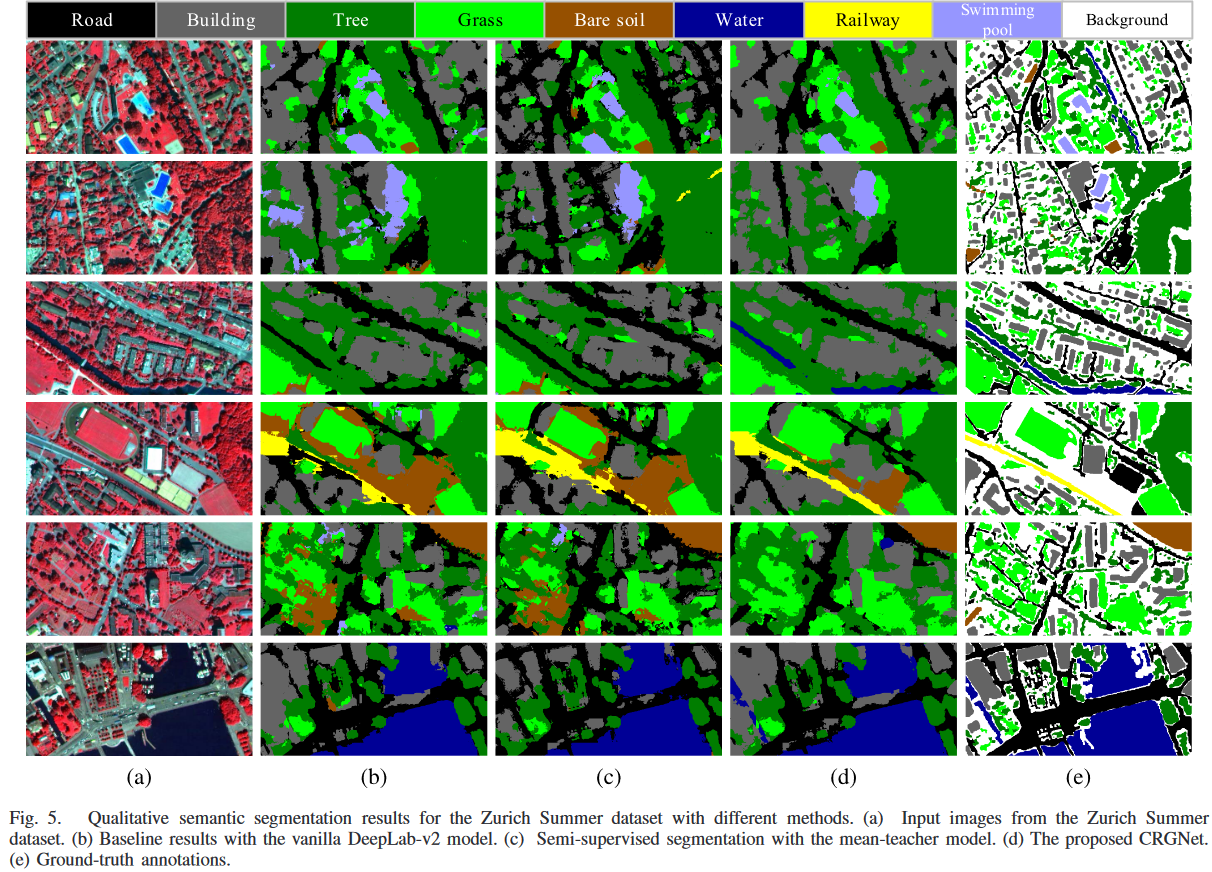 Road Building Tree Grass Bare soil Water Railway Swimming pool Background
(a) (b) (c) (d) (e)
Fig. 5. Qualitative semantic segmentation results for the Zurich Summer dataset with different methods. (a) Input images from the Zurich Summer
dataset. (b) Baseline results with the vanilla DeepLab-v2 model. (c) Semi-supervised segmentation with the mean-teacher model. (d) The proposed CRGNet.
(e) Ground-truth annotations.